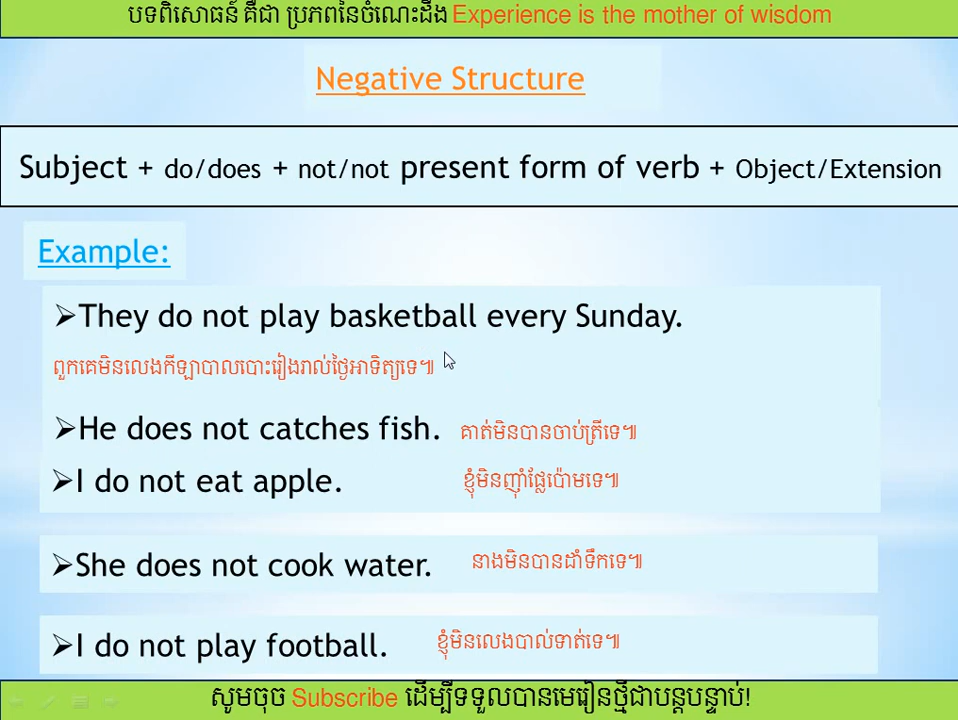 បទពិសោធន៍ គឺជា ប្រភពនៃចំណេះដឹង Experience is the mother of wisdom
Negative Structure
Subject + do/does + not/not present form of verb + Object/Extension
Example:
➢They do not play basketball every Sunday.
ពួកគេមិនលេងកីឡាបាលបោះរៀងរាល់ថ្ងៃអាទិត្យទេ៕
➢He does not catches fish. គាត់មិនបានចាប់ត្រីទេ៕
➢I do not eat apple. ខ្ញុំមិនញ៉ាំផ្លែប៉ោមទេ៕
➢She does not cook water. នាងមិនបានដាំទឹកទេ៕
➢I do not play football. ខ្ញុំមិនលេងបាល់ទាត់ទេ៕
សូមចុច Subscribe ដើម្បីទទួលបានមេរៀនថ្មីជាបន្តបន្ទាប់!